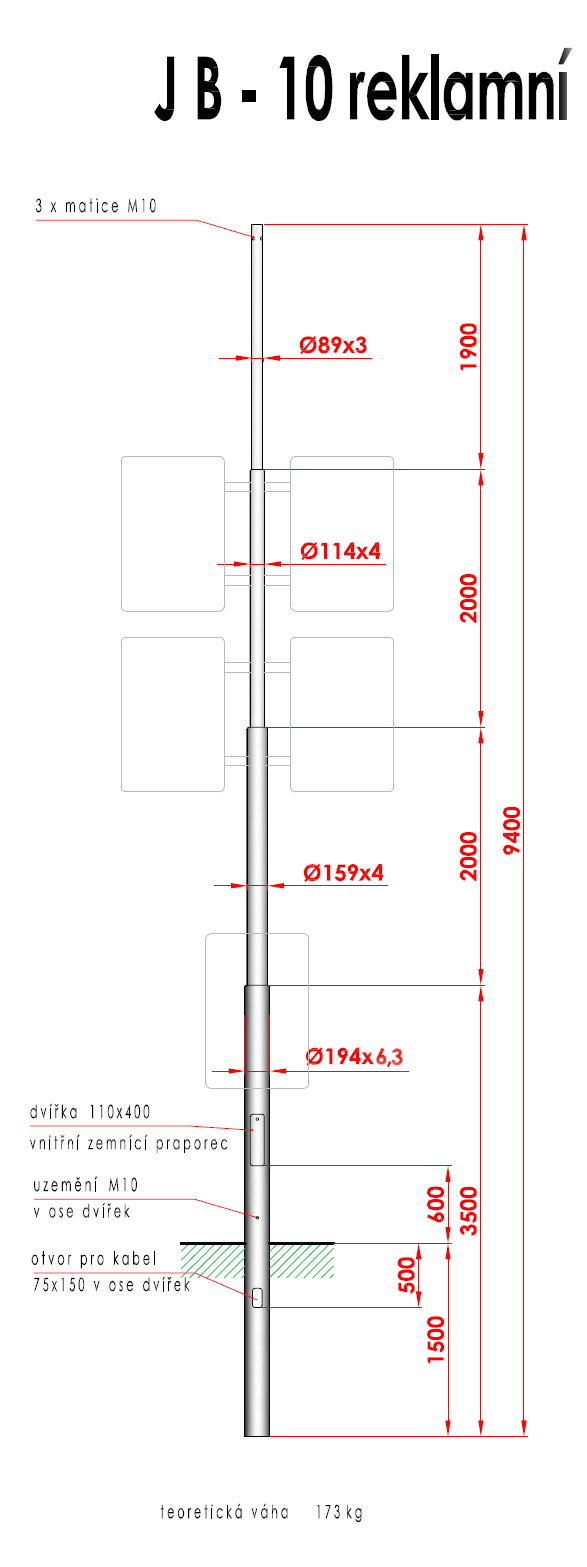 J B - 10 reklamní
3 x matice M10
Ø89x3
1900
Ø114x4
2000
9400
Ø159x4
2000
Ø194x6,3
dvířka 110x400
vnitřní zemnící praporec
uzemění M10
v ose dvířek
600
3500
otvor pro kabel
75x150 v ose dvířek
500
1500
teoretická váha 173 kg